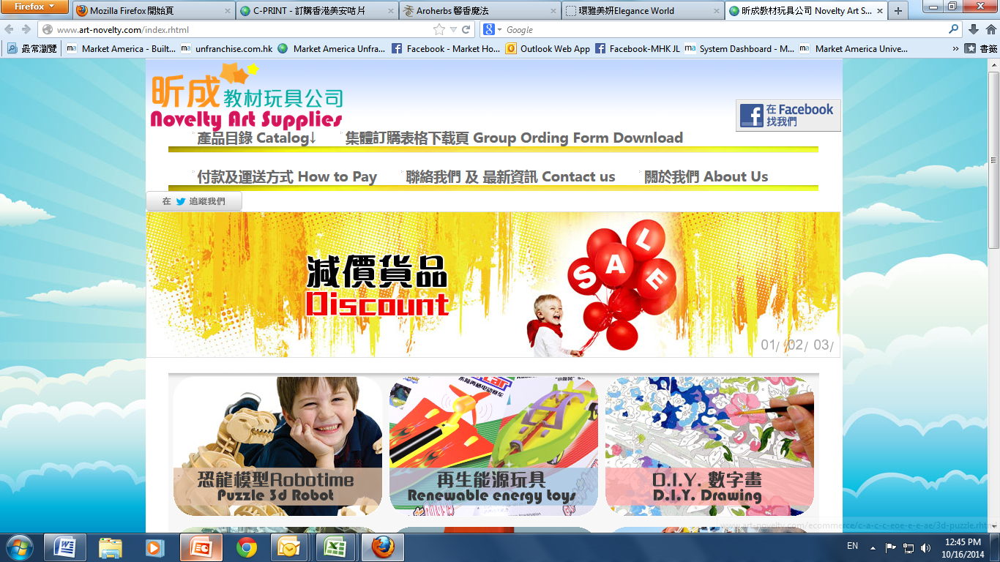 Firefox
Mozilla Firefox 開始頁
C-PRINT - 訂購香港美安咭片
Aroherbs 馨香魔法
環雅美妍Elegance World
昕成教材玩具公司 Novelty Art S...
www.art-novelty.com/index.rhtml
Google
最常瀏覽
Market America - Built...
unfranchise.com.hk
Market America Unfra...
Facebook - Market Ho...
Outlook Web App
Facebook-MHK JL
System Dashboard - M...
Market America Unive...
書籤
昕成教材玩具公司
Novelty Art Supplies
在 Facebook
找我們
產品目錄 Catalog↓
集體訂購表格下載頁 Group Ording Form Download
付款及運送方式 How to Pay
聯絡我們 及 最新資訊 Contact us
關於我們 About Us
在 追蹤我們
減價貨品
Discount
SALE
01/ 02/ 03/
恐龍模型Robotime
Puzzle 3d Robot
再生能源玩具
Renewable energy toys
D.I.Y. 數字畫
D.I.Y. Drawing
www.art-novelty.com/ecommerce/c-a-c-c-eoe-e-e-ae/3d-puzzle.rhtml
EN
12:45 PM
10/16/2014